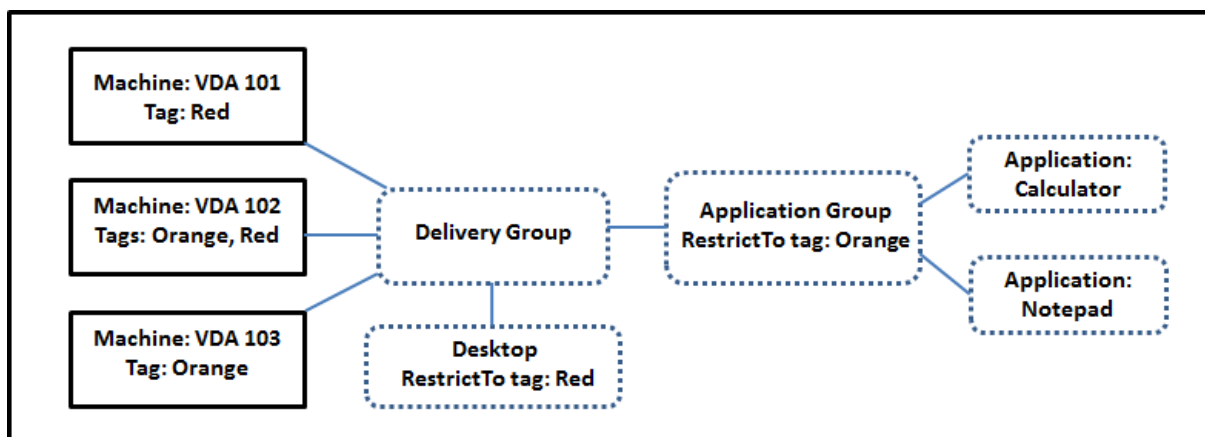 Machine: VDA 101
Tag: Red
Machine: VDA 102
Tags: Orange, Red
Machine: VDA 103
Tag: Orange
Delivery Group
Desktop
RestrictTo tag: Red
Application Group
RestrictTo tag: Orange
Application:
Calculator
Application:
Notepad